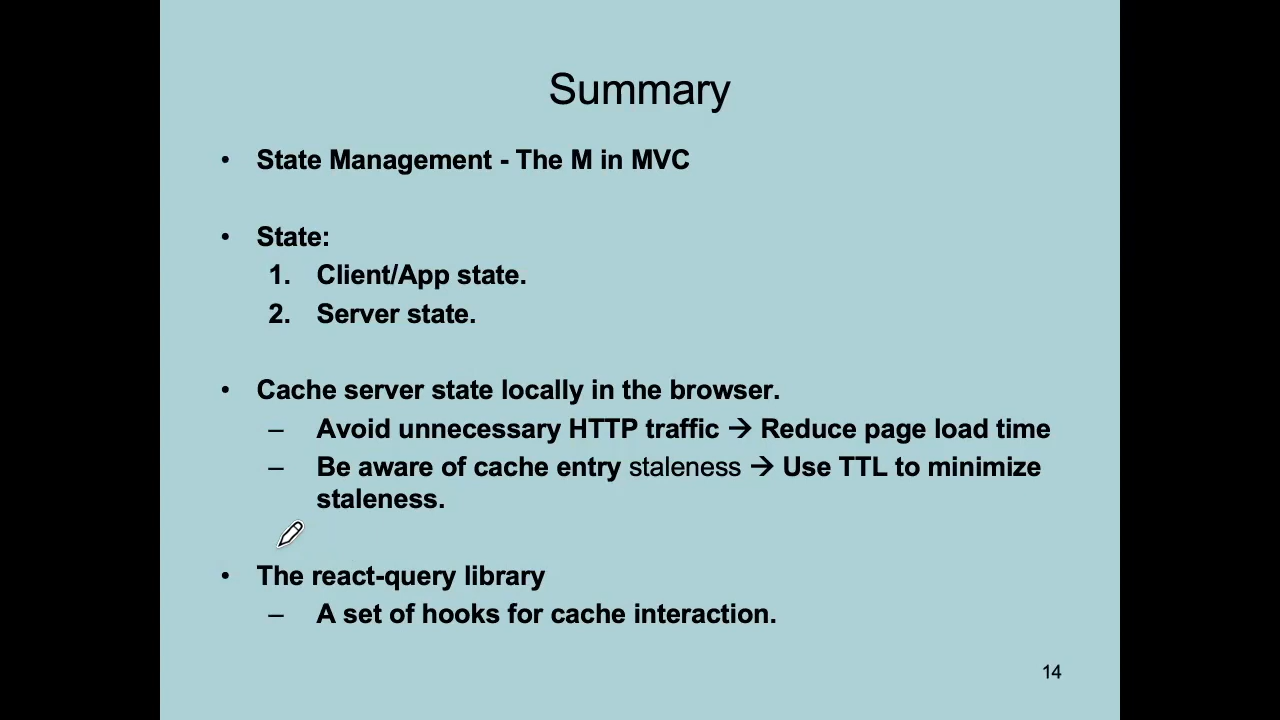 Summary
• State Management - The M in MVC
• State:
1. Client/App state.
2. Server state.
• Cache server state locally in the browser.
– Avoid unnecessary HTTP traffic → Reduce page load time
– Be aware of cache entry staleness → Use TTL to minimize
staleness.
• The react-query library
– A set of hooks for cache interaction.
14